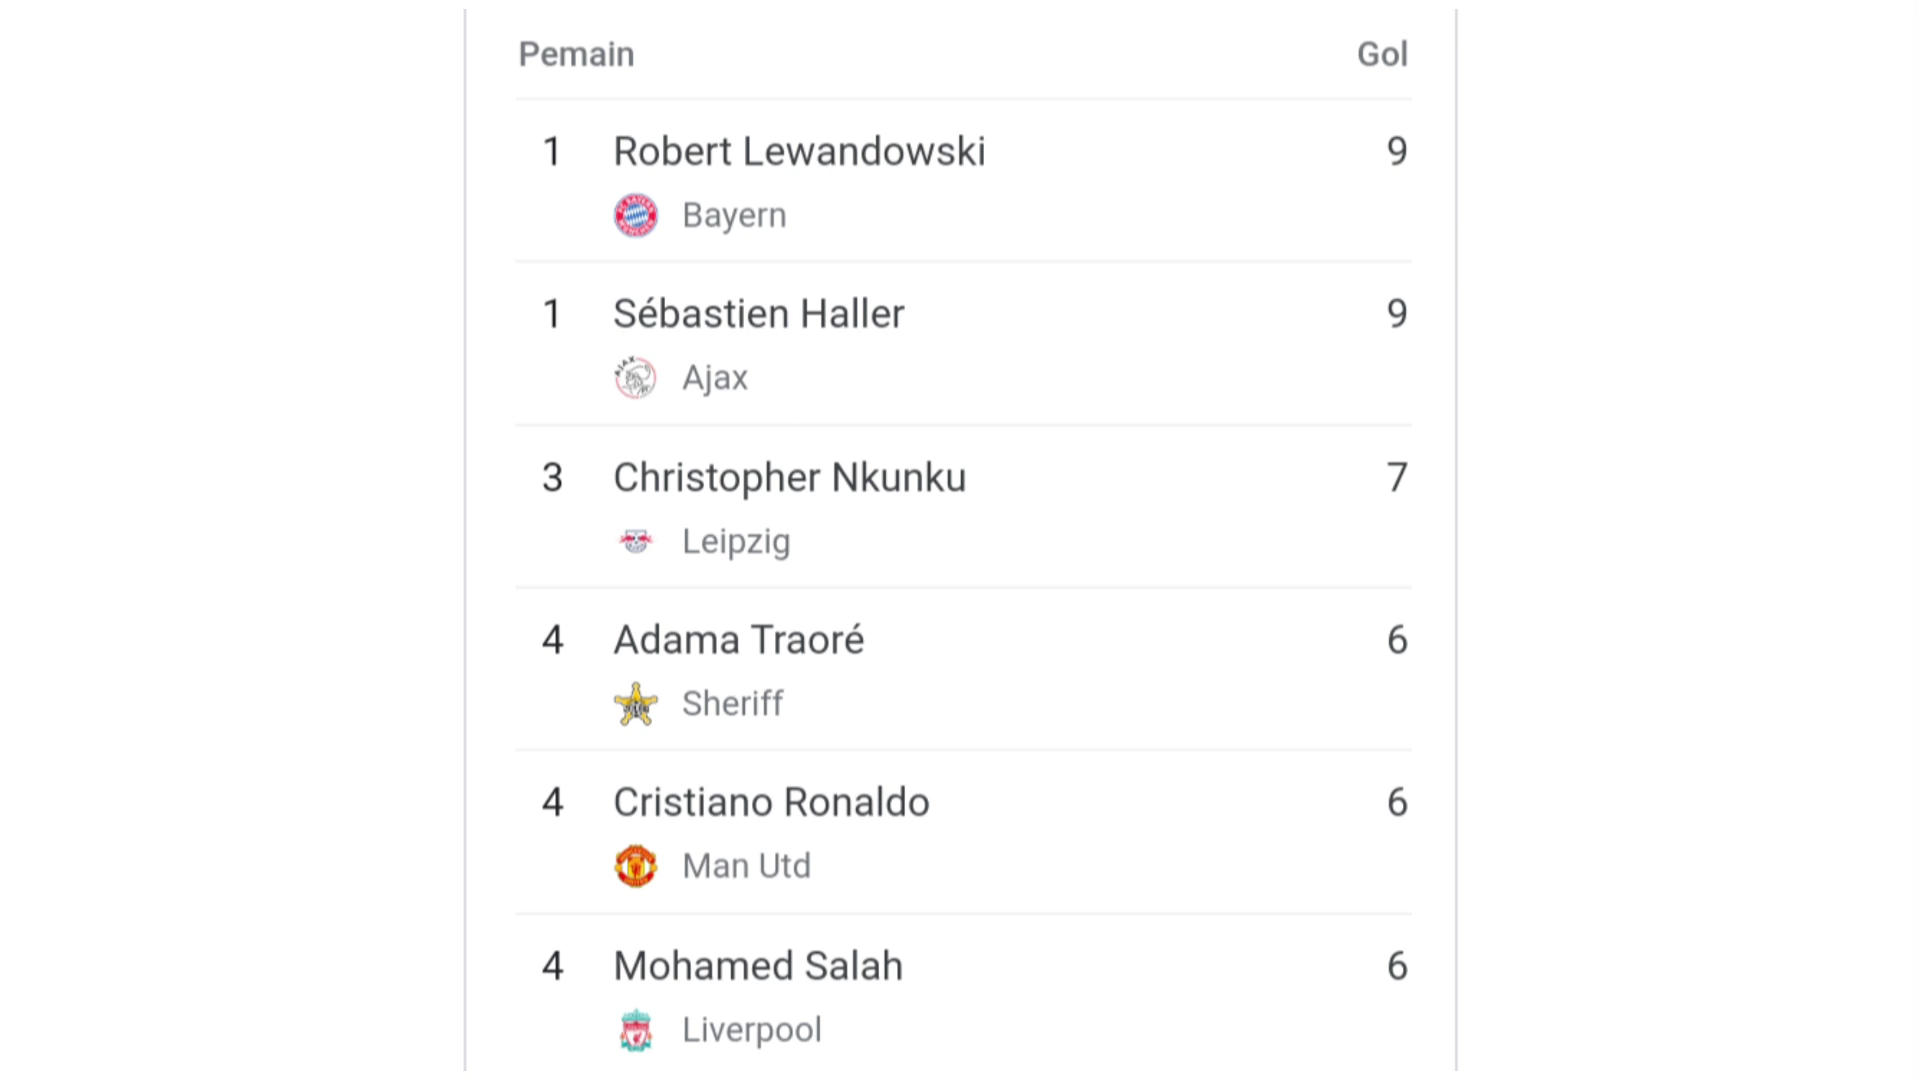 Pemain Gol
1 Robert Lewandowski 9
Bayern
1 Sébastien Haller 9
Ajax
3 Christopher Nkunku 7
Leipzig
4 Adama Traoré 6
Sheriff
4 Cristiano Ronaldo 6
Man Utd
4 Mohamed Salah 6
Liverpool